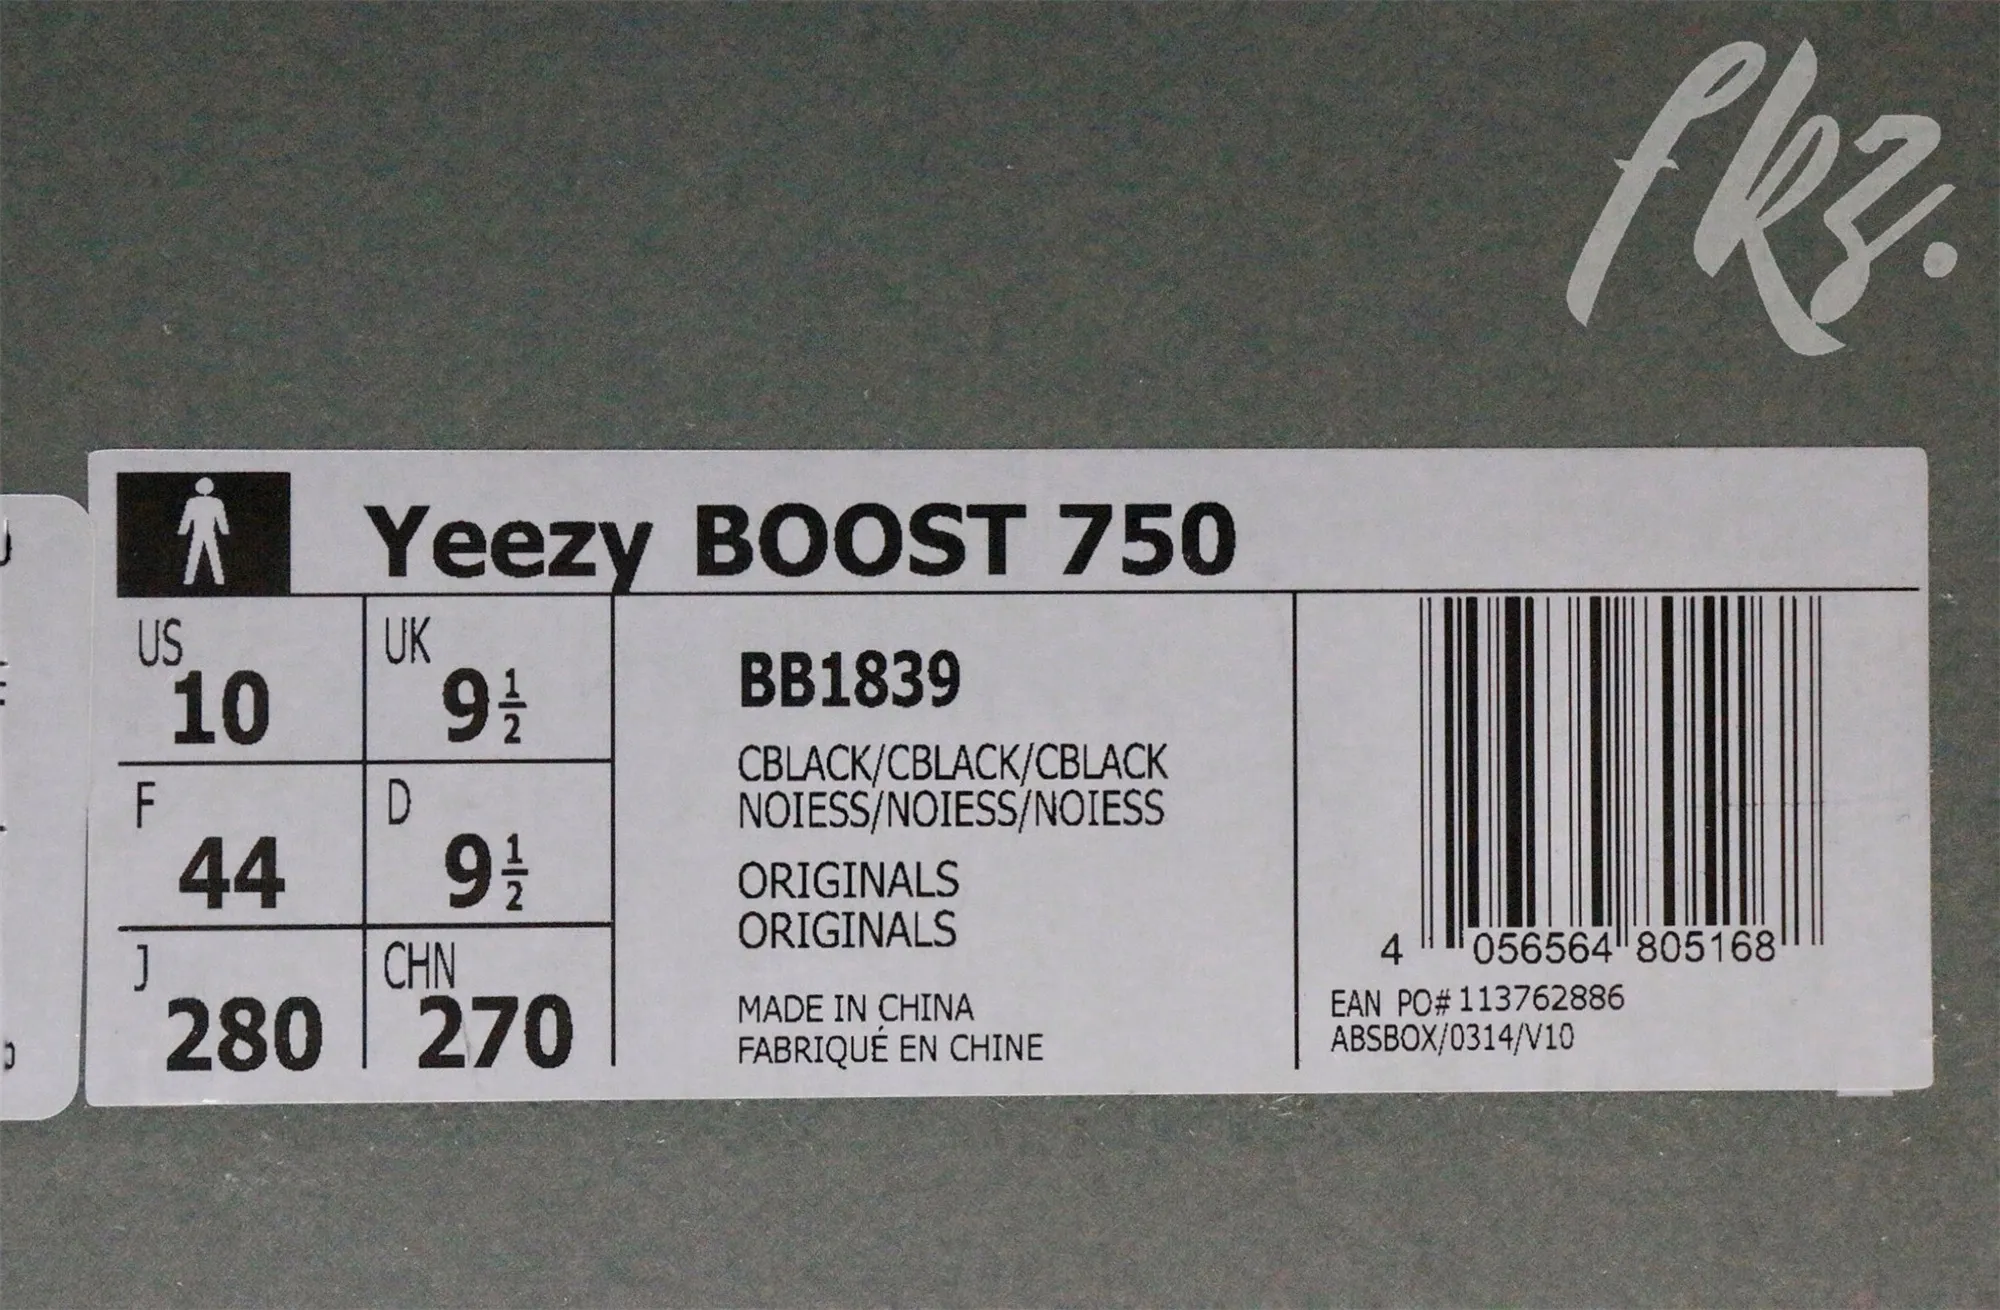 fkz.
Yeezy BOOST 750
US
10
UK
9 1/2
F
44
D
9 1/2
J
280
CHN
270
BB1839
CBLACK/CBLACK/CBLACK
NOIESS/NOIESS/NOIESS
ORIGINALS
ORIGINALS
MADE IN CHINA
FABRIQUÉ EN CHINE
4 056564 805168
EAN PO# 113762886
ABSBOX/0314/V10